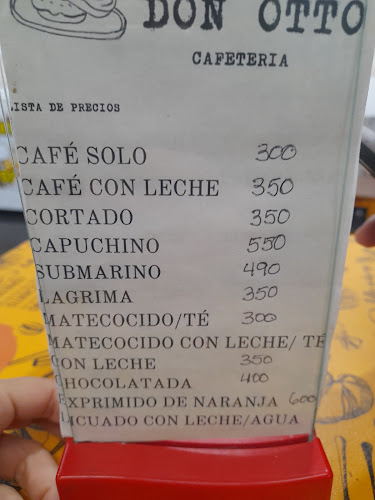 DON OTTO
CAFETERIA
LISTA DE PRECIOS
CAFÉ SOLO 300
CAFÉ CON LECHE 350
CORTADO 350
CAPUCHINO 550
SUBMARINO 490
LAGRIMA 350
MATECOCIDO/TÉ 300
MATECOCIDO CON LECHE/ TÉ
CON LECHE 350
CHOCOLATADA 400
EXPRIMIDO DE NARANJA 600
LICUADO CON LECHE/AGUA